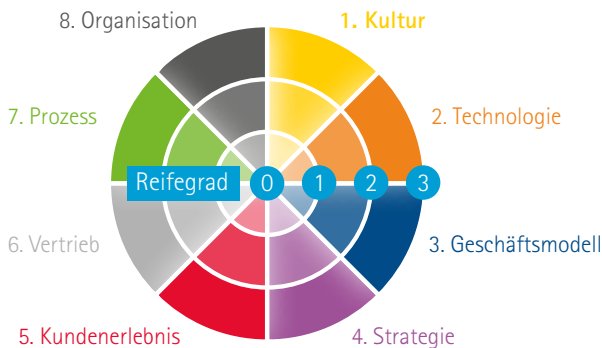 8. Organisation
1. Kultur
7. Prozess
2. Technologie
Reifegrad 0 1 2 3
6. Vertrieb
3. Geschäftsmodell
5. Kundenerlebnis
4. Strategie